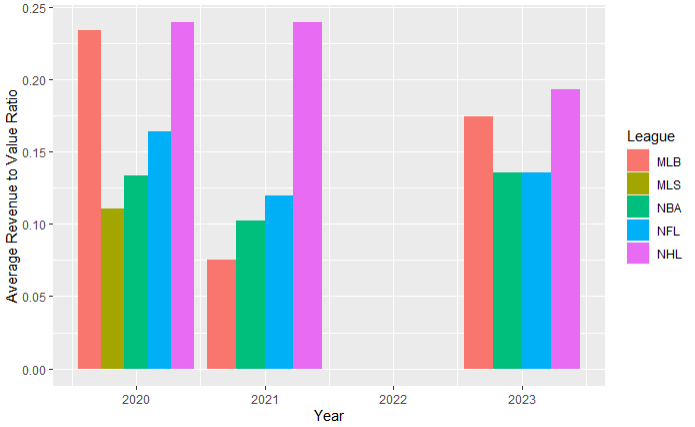 Average Revenue to Value Ratio
0.25
0.20
0.15
0.10
0.05
0.00
2020 2021 2022 2023
Year
League
MLB
MLS
NBA
NFL
NHL